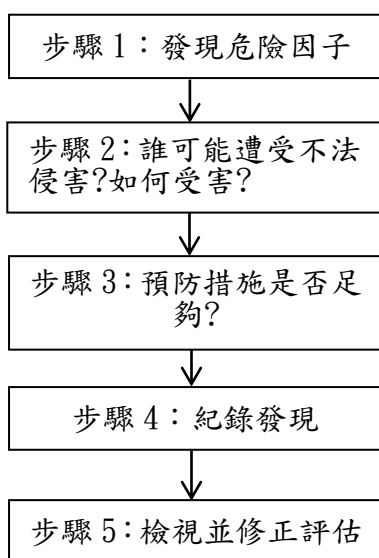 步驟 1：發現危險因子
步驟 2：誰可能遭受不法
侵害?如何受害?
步驟 3：預防措施是否足
夠?
步驟 4：紀錄發現
步驟 5：檢視並修正評估